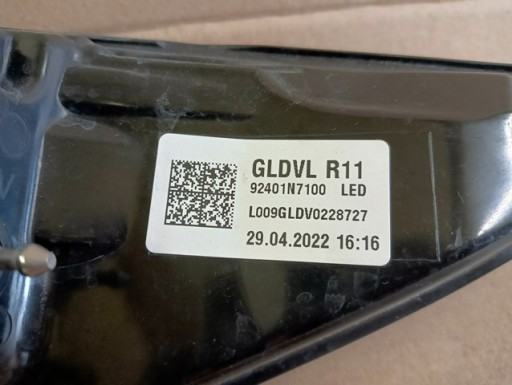 GLDVL R11
92401N7100 LED
L009GLDV0228727
29.04.2022 16:16